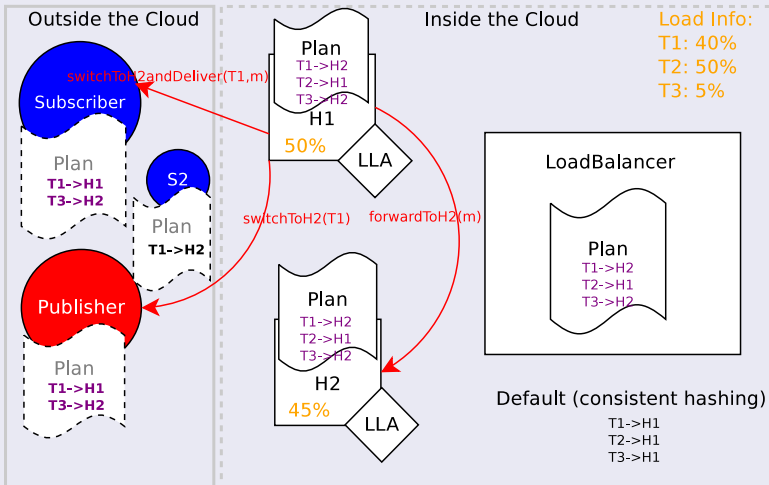 Outside the Cloud
Subscriber
Plan
T1->H1
T3->H2
S2
Plan
T1->H2
Publisher
Plan
T1->H1
T3->H2
switchToH2andDeliver(T1,m)
switchToH2(T1)
forwardToH2(m)
Inside the Cloud
Plan
T1->H2
T2->H1
T3->H2
H1
50%
LLA
Plan
T1->H2
T2->H1
T3->H2
H2
45%
LLA
Load Info:
T1: 40%
T2: 50%
T3: 5%
LoadBalancer
Plan
T1->H2
T2->H1
T3->H2
Default (consistent hashing)
T1->H1
T2->H1
T3->H1